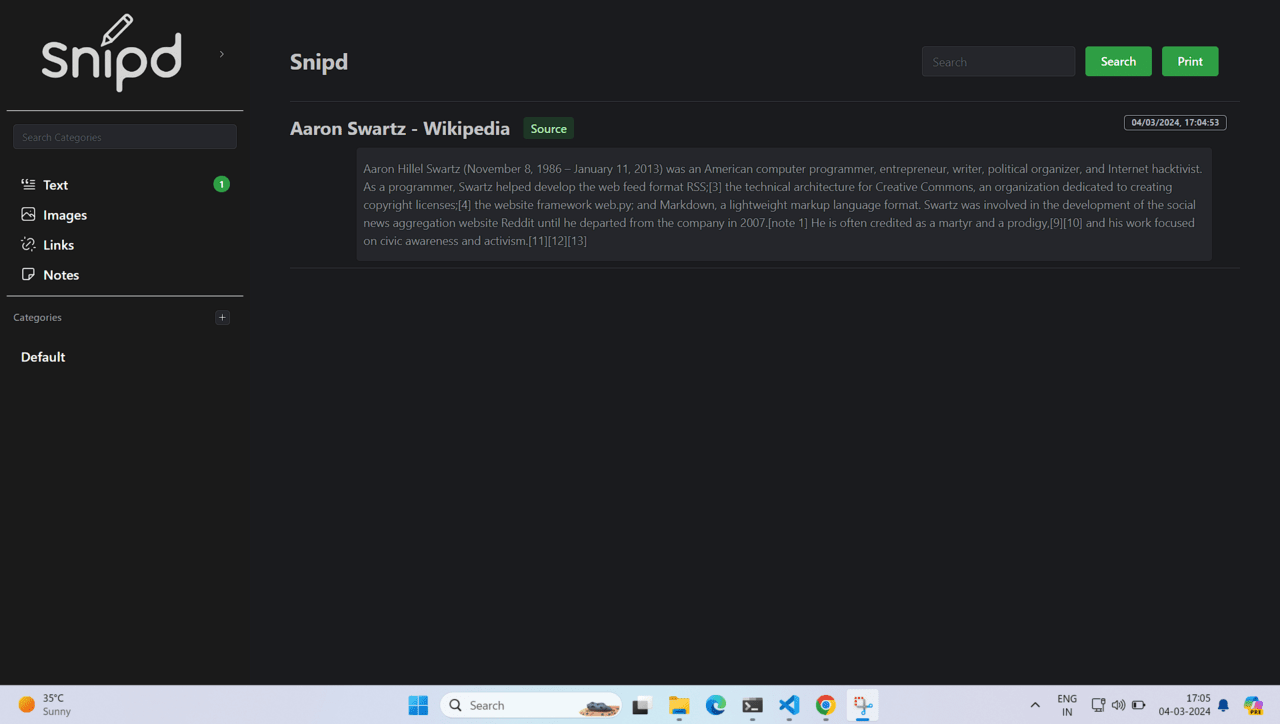 Snipd
Search Categories
Text 1
Images
Links
Notes
Categories +
Default
Snipd
Search
Search
Print
Aaron Swartz - Wikipedia
Source
04/03/2024, 17:04:53
Aaron Hillel Swartz (November 8, 1986 – January 11, 2013) was an American computer programmer, entrepreneur, writer, political organizer, and Internet hacktivist.
As a programmer, Swartz helped develop the web feed format RSS;[3] the technical architecture for Creative Commons, an organization dedicated to creating
copyright licenses;[4] the website framework web.py; and Markdown, a lightweight markup language format. Swartz was involved in the development of the social
news aggregation website Reddit until he departed from the company in 2007.[note 1] He is often credited as a martyr and a prodigy,[9][10] and his work focused
on civic awareness and activism.[11][12][13]
35°C
Sunny
Search
ENG
IN
17:05
04-03-2024
PRE